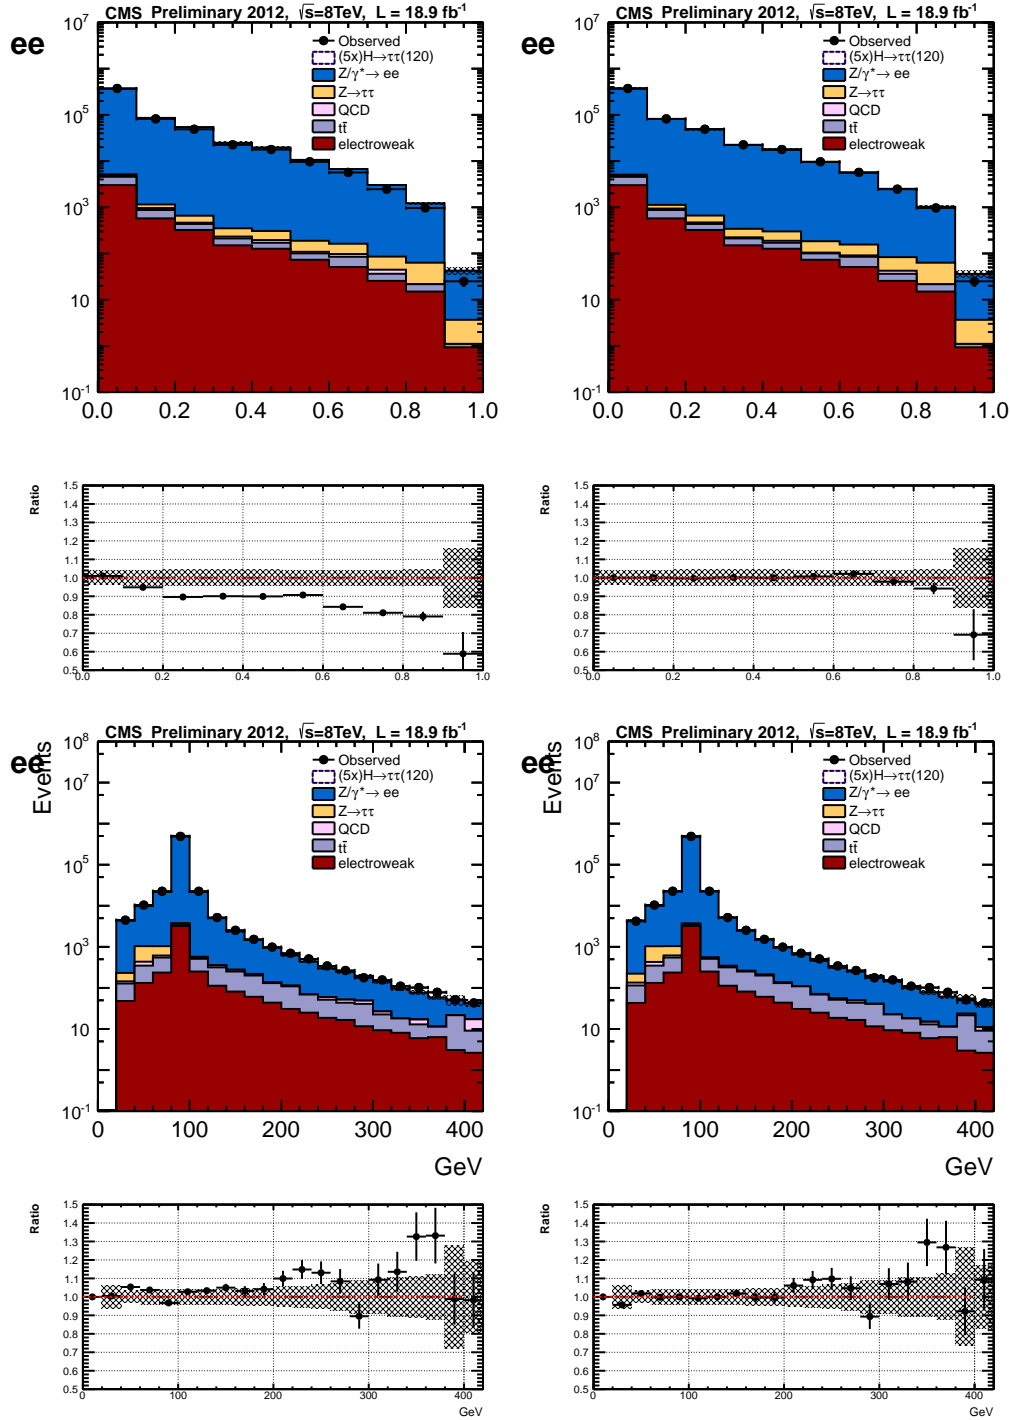 CMS Preliminary 2012, √s=8TeV, L = 18.9 fb-1
ee
10^7
10^5
10^3
10
10^-1
Observed
(5x)H→ττ(120)
Z/γ*→ ee
Z→ττ
QCD
tt̄
electroweak
0.0 0.2 0.4 0.6 0.8 1.0
CMS Preliminary 2012, √s=8TeV, L = 18.9 fb-1
ee
10^7
10^5
10^3
10
10^-1
Observed
(5x)H→ττ(120)
Z/γ*→ ee
Z→ττ
QCD
tt̄
electroweak
0.0 0.2 0.4 0.6 0.8 1.0
Ratio
1.5
1.4
1.3
1.2
1.1
1.0
0.9
0.8
0.7
0.6
0.5
0.0 0.2 0.4 0.6 0.8 1.0
Ratio
1.5
1.4
1.3
1.2
1.1
1.0
0.9
0.8
0.7
0.6
0.5
0.0 0.2 0.4 0.6 0.8 1.0
CMS Preliminary 2012, √s=8TeV, L = 18.9 fb-1
ee
Events
10^8
10^7
10^5
10^3
10
10^-1
Observed
(5x)H→ττ(120)
Z/γ*→ ee
Z→ττ
QCD
tt̄
electroweak
0 100 200 300 400
GeV
CMS Preliminary 2012, √s=8TeV, L = 18.9 fb-1
ee
Events
10^8
10^7
10^5
10^3
10
10^-1
Observed
(5x)H→ττ(120)
Z/γ*→ ee
Z→ττ
QCD
tt̄
electroweak
0 100 200 300 400
GeV
Ratio
1.5
1.4
1.3
1.2
1.1
1.0
0.9
0.8
0.7
0.6
0.5
0 100 200 300 400
GeV
Ratio
1.5
1.4
1.3
1.2
1.1
1.0
0.9
0.8
0.7
0.6
0.5
0 100 200 300 400
GeV